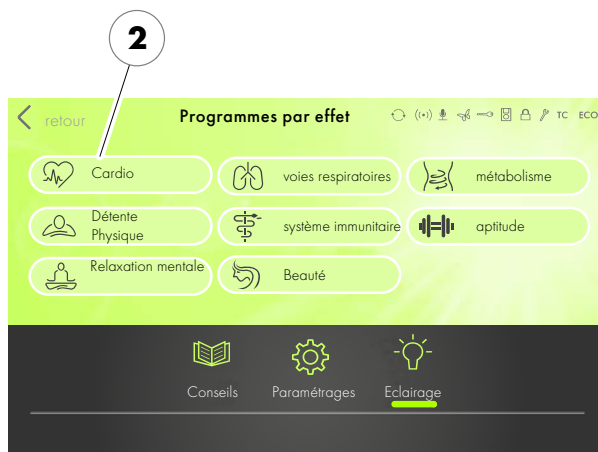 2
retour
Programmes par effet
TC ECO
Cardio
voies respiratoires
métabolisme
Détente
Physique
système immunitaire
aptitude
Relaxation mentale
Beauté
Conseils
Paramétrages
Eclairage